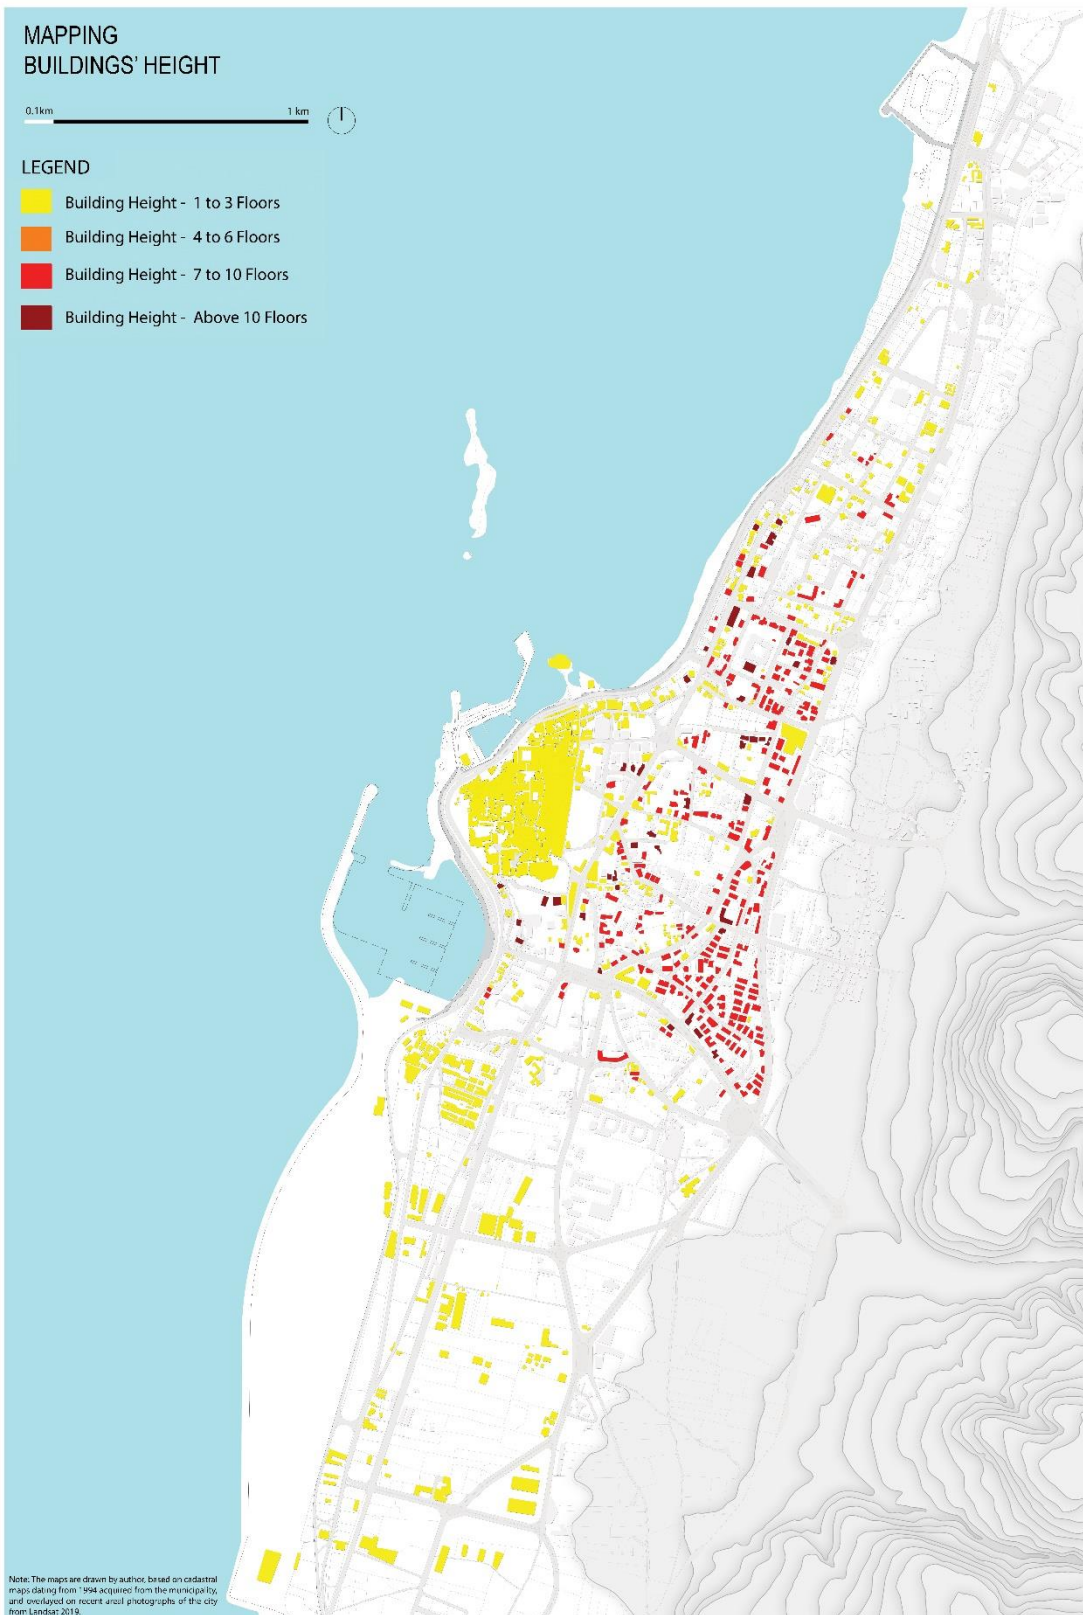 MAPPING
BUILDINGS' HEIGHT
0.1km 1 km
LEGEND
Building Height - 1 to 3 Floors
Building Height - 4 to 6 Floors
Building Height - 7 to 10 Floors
Building Height - Above 10 Floors
Note: The maps are drawn by author, based on cadastral
maps dating from 1994 acquired from the municipality,
and overlayed on recent areal photographs of the city
from Landsat 2019.